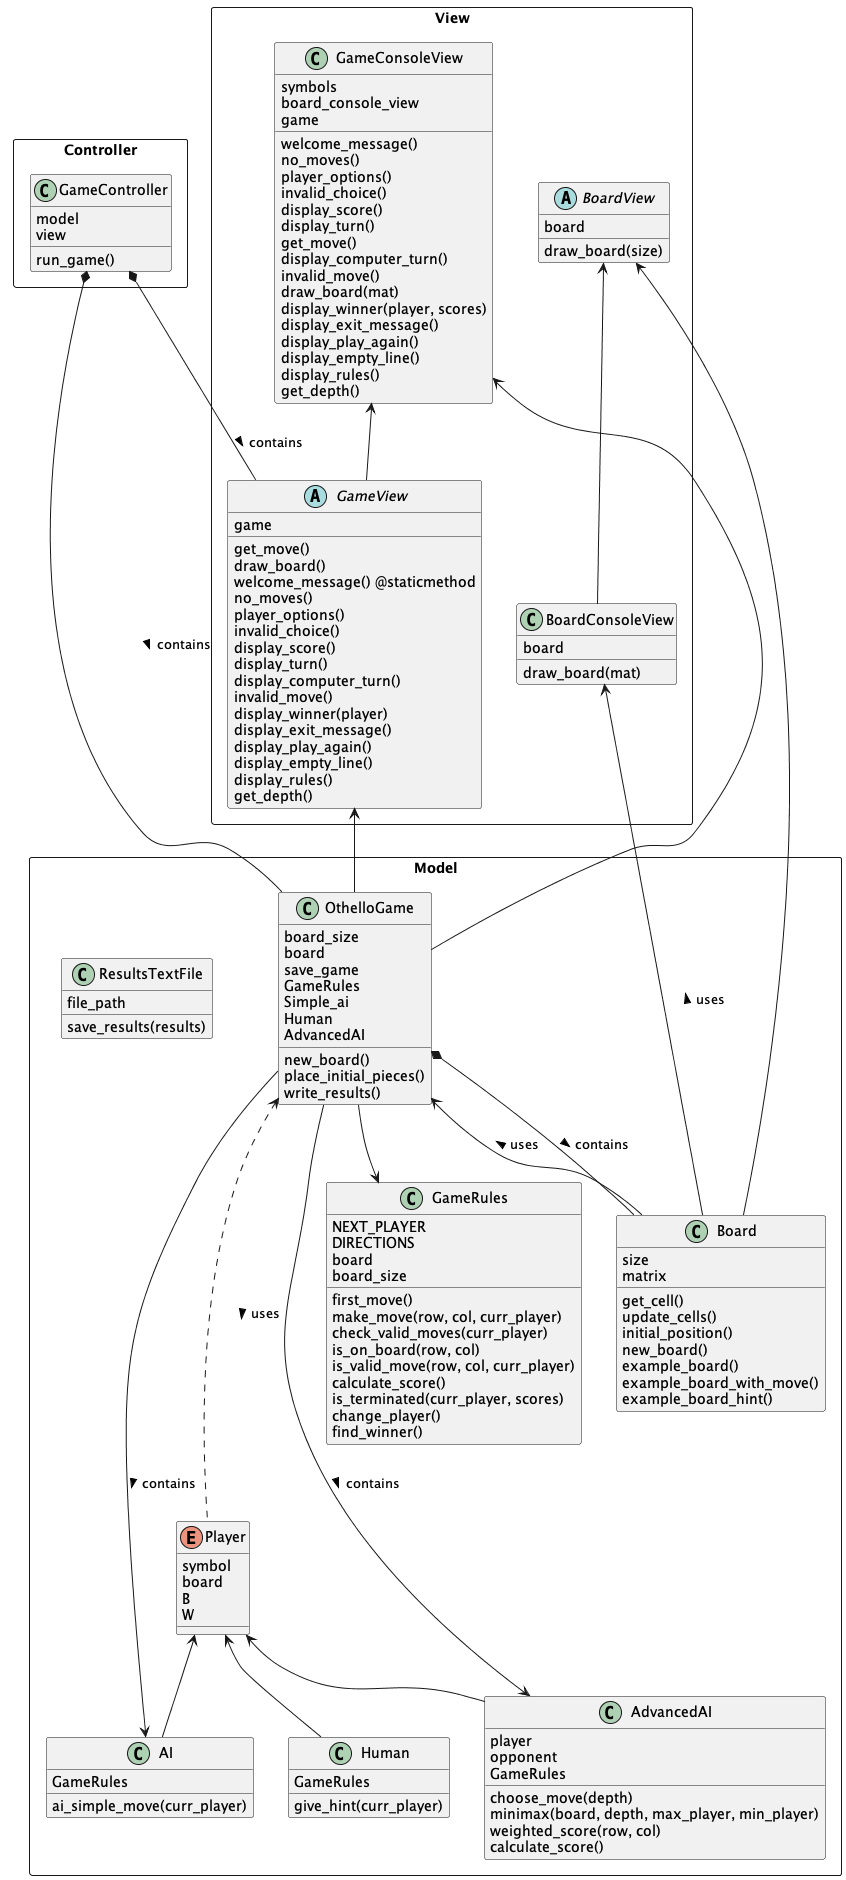 View
C GameConsoleView
symbols
board_console_view
game
welcome_message()
no_moves()
player_options()
invalid_choice()
display_score()
display_turn()
get_move()
display_computer_turn()
invalid_move()
draw_board(mat)
display_winner(player, scores)
display_exit_message()
display_play_again()
display_empty_line()
display_rules()
get_depth()
Controller
C GameController
model
view
run_game()
A BoardView
board
draw_board(size)
contains
A GameView
game
get_move()
draw_board()
welcome_message() @staticmethod
no_moves()
player_options()
invalid_choice()
display_score()
display_turn()
display_computer_turn()
invalid_move()
display_winner(player)
display_exit_message()
display_play_again()
display_empty_line()
display_rules()
get_depth()
C BoardConsoleView
board
draw_board(mat)
contains
Model
C OthelloGame
board_size
board
save_game
GameRules
Simple_ai
Human
AdvancedAI
new_board()
place_initial_pieces()
write_results()
C ResultsTextFile
file_path
save_results(results)
uses
uses
contains
C GameRules
NEXT_PLAYER
DIRECTIONS
board
board_size
first_move()
make_move(row, col, curr_player)
check_valid_moves(curr_player)
is_on_board(row, col)
is_valid_move(row, col, curr_player)
calculate_score()
is_terminated(curr_player, scores)
change_player()
find_winner()
C Board
size
matrix
get_cell()
update_cells()
initial_position()
new_board()
example_board()
example_board_with_move()
example_board_hint()
uses
contains
contains
E Player
symbol
board
B
W
C AI
GameRules
ai_simple_move(curr_player)
C Human
GameRules
give_hint(curr_player)
C AdvancedAI
player
opponent
GameRules
choose_move(depth)
minimax(board, depth, max_player, min_player)
weighted_score(row, col)
calculate_score()